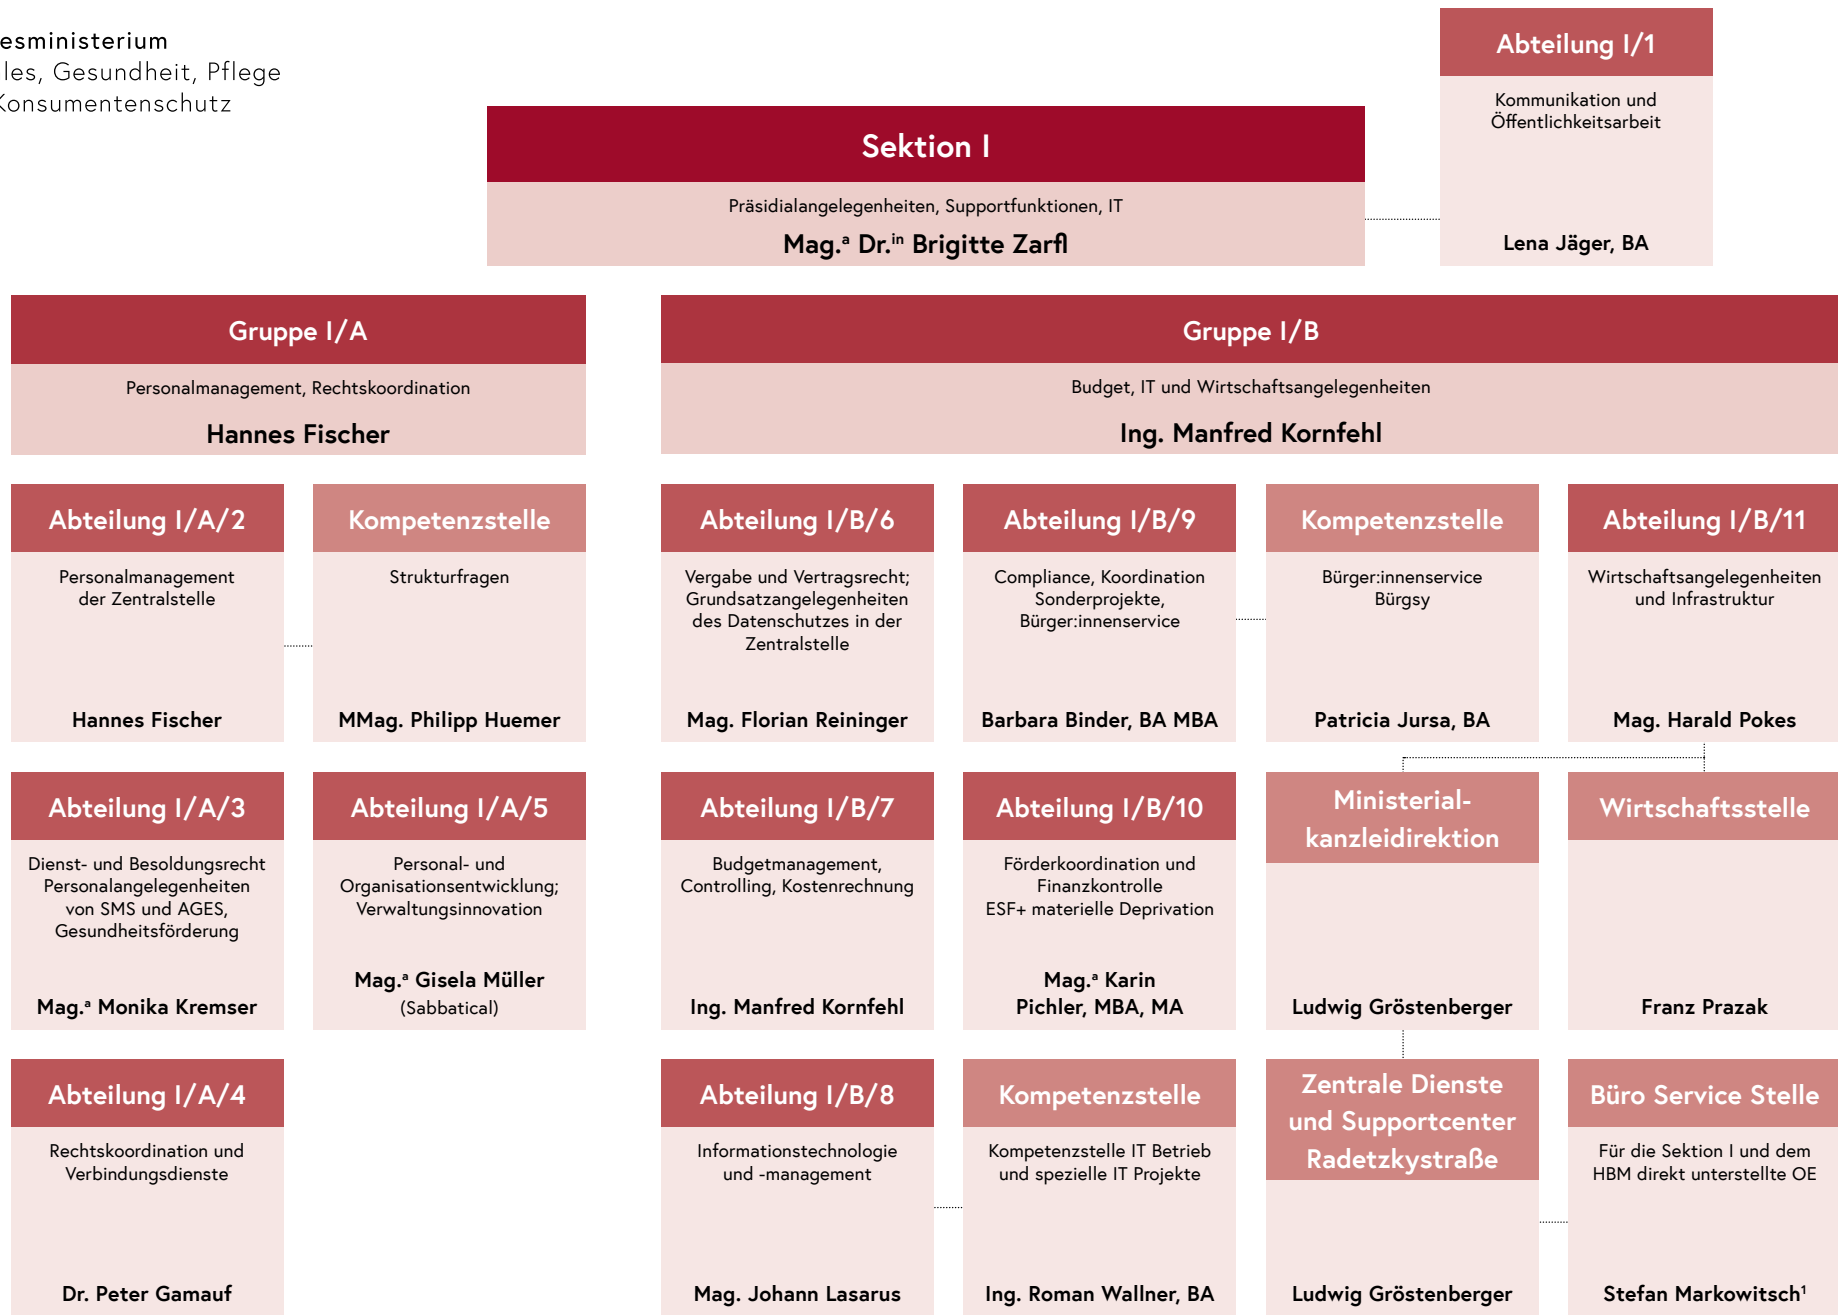 esministerium
les, Gesundheit, Pflege
Konsumentenschutz
Abteilung I/1
Kommunikation und
Öffentlichkeitsarbeit
Lena Jäger, BA
Sektion I
Präsidialangelegenheiten, Supportfunktionen, IT
Mag.ª Dr.ⁱⁿ Brigitte Zarfl
Gruppe I/A
Personalmanagement, Rechtskoordination
Hannes Fischer
Gruppe I/B
Budget, IT und Wirtschaftsangelegenheiten
Ing. Manfred Kornfehl
Abteilung I/A/2
Personalmanagement
der Zentralstelle
Hannes Fischer
Kompetenzstelle
Strukturfragen
MMag. Philipp Huemer
Abteilung I/B/6
Vergabe und Vertragsrecht;
Grundsatzangelegenheiten
des Datenschutzes in der
Zentralstelle
Mag. Florian Reininger
Abteilung I/B/9
Compliance, Koordination
Sonderprojekte,
Bürger:innenservice
Barbara Binder, BA MBA
Kompetenzstelle
Bürger:innenservice
Bürgsy
Patricia Jursa, BA
Abteilung I/B/11
Wirtschaftsangelegenheiten
und Infrastruktur
Mag. Harald Pokes
Abteilung I/A/3
Dienst- und Besoldungsrecht
Personalangelegenheiten
von SMS und AGES,
Gesundheitsförderung
Mag.ª Monika Kremser
Abteilung I/A/5
Personal- und
Organisationsentwicklung;
Verwaltungsinnovation
Mag.ª Gisela Müller
(Sabbatical)
Abteilung I/B/7
Budgetmanagement,
Controlling, Kostenrechnung
Ing. Manfred Kornfehl
Abteilung I/B/10
Förderkoordination und
Finanzkontrolle
ESF+ materielle Deprivation
Mag.ª Karin
Pichler, MBA, MA
Ministerial-
kanzleidirektion
Ludwig Gröstenberger
Wirtschaftsstelle
Franz Prazak
Abteilung I/A/4
Rechtskoordination und
Verbindungsdienste
Dr. Peter Gamauf
Abteilung I/B/8
Informationstechnologie
und -management
Mag. Johann Lasarus
Kompetenzstelle
Kompetenzstelle IT Betrieb
und spezielle IT Projekte
Ing. Roman Wallner, BA
Zentrale Dienste
und Supportcenter
Radetzkystraße
Ludwig Gröstenberger
Büro Service Stelle
Für die Sektion I und dem
HBM direkt unterstellte OE
Stefan Markowitsch¹